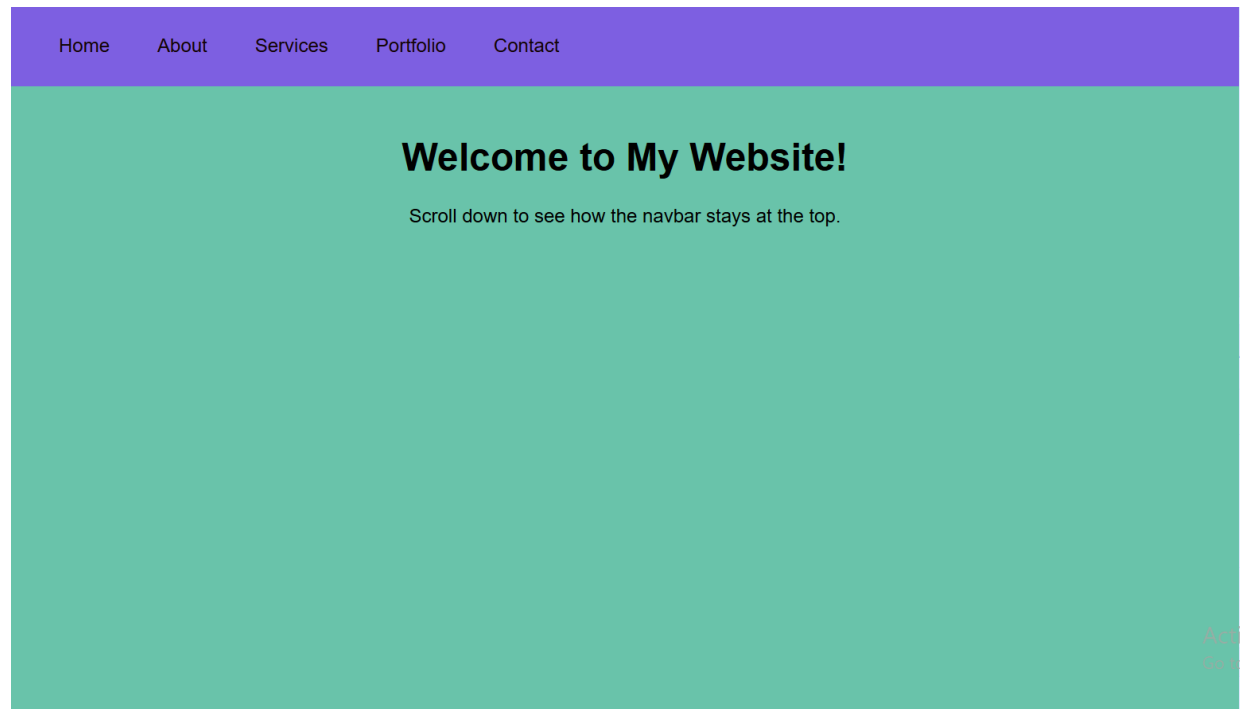 Home About Services Portfolio Contact
Welcome to My Website!
Scroll down to see how the navbar stays at the top.